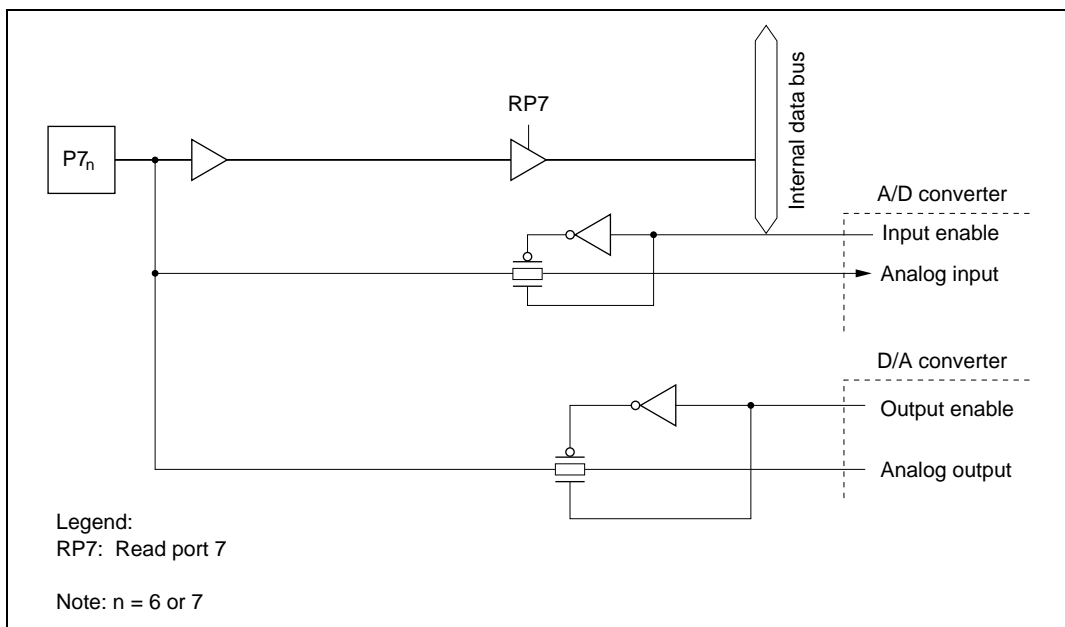 RP7
P7n
Internal data bus
A/D converter
Input enable
Analog input
D/A converter
Output enable
Analog output
Legend:
RP7: Read port 7
Note: n = 6 or 7